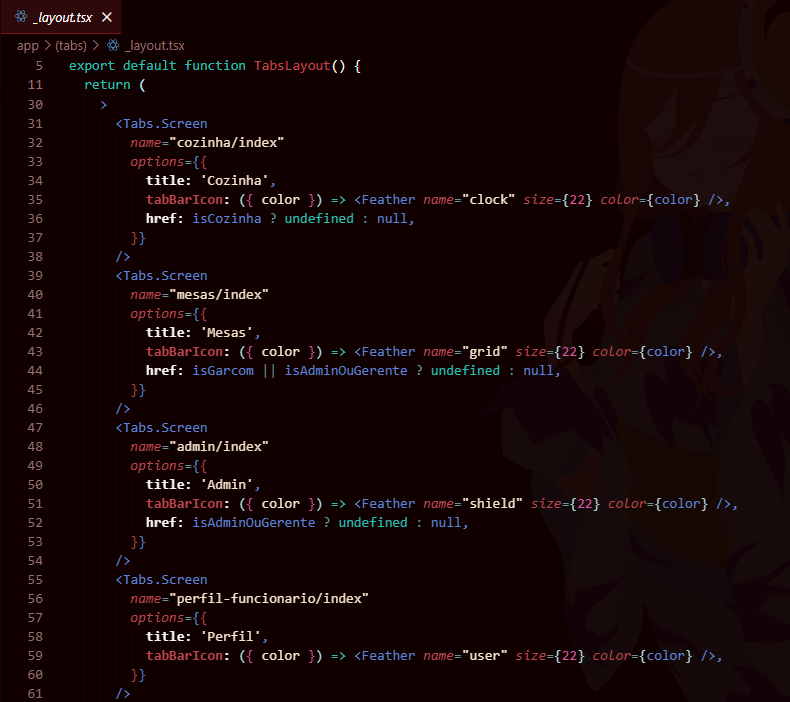 _layout.tsx
app > (tabs) > _layout.tsx
5 export default function TabsLayout() {
11 return (
30 >
31 <Tabs.Screen
32 name="cozinha/index"
33 options={{
34 title: 'Cozinha',
35 tabBarIcon: ({ color }) => <Feather name="clock" size={22} color={color} />,
36 href: isCozinha ? undefined : null,
37 }}
38 />
39 <Tabs.Screen
40 name="mesas/index"
41 options={{
42 title: 'Mesas',
43 tabBarIcon: ({ color }) => <Feather name="grid" size={22} color={color} />,
44 href: isGarcom || isAdminOuGerente ? undefined : null,
45 }}
46 />
47 <Tabs.Screen
48 name="admin/index"
49 options={{
50 title: 'Admin',
51 tabBarIcon: ({ color }) => <Feather name="shield" size={22} color={color} />,
52 href: isAdminOuGerente ? undefined : null,
53 }}
54 />
55 <Tabs.Screen
56 name="perfil-funcionario/index"
57 options={{
58 title: 'Perfil',
59 tabBarIcon: ({ color }) => <Feather name="user" size={22} color={color} />,
60 }}
61 />